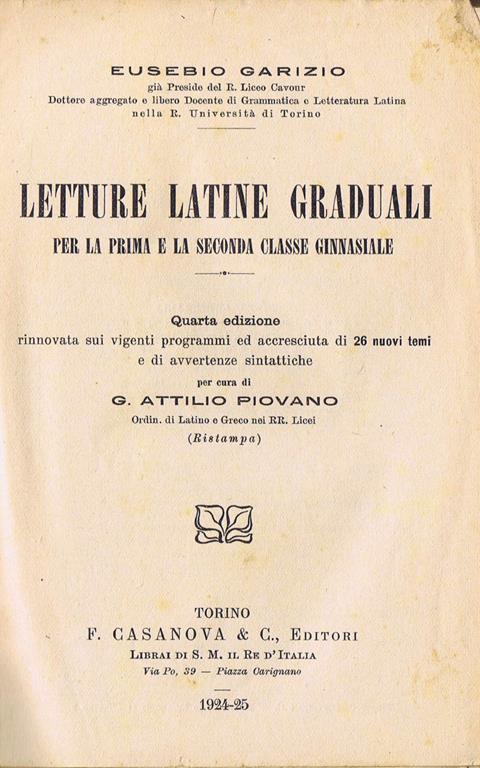 EUSEBIO GARIZIO
già Preside del R. Liceo Cavour
Dottore aggregato e libero Docente di Grammatica e Letteratura Latina
nella R. Università di Torino
LETTURE LATINE GRADUALI
PER LA PRIMA E LA SECONDA CLASSE GINNASIALE
Quarta edizione
rinnovata sui vigenti programmi ed accresciuta di 26 nuovi temi
e di avvertenze sintattiche
per cura di
G. ATTILIO PIOVANO
Ordin. di Latino e Greco nei RR. Licei
(Ristampa)
TORINO
F. CASANOVA & C., EDITORI
LIBRAI DI S. M. IL RE D'ITALIA
Via Po, 39 — Piazza Carignano
1924-25